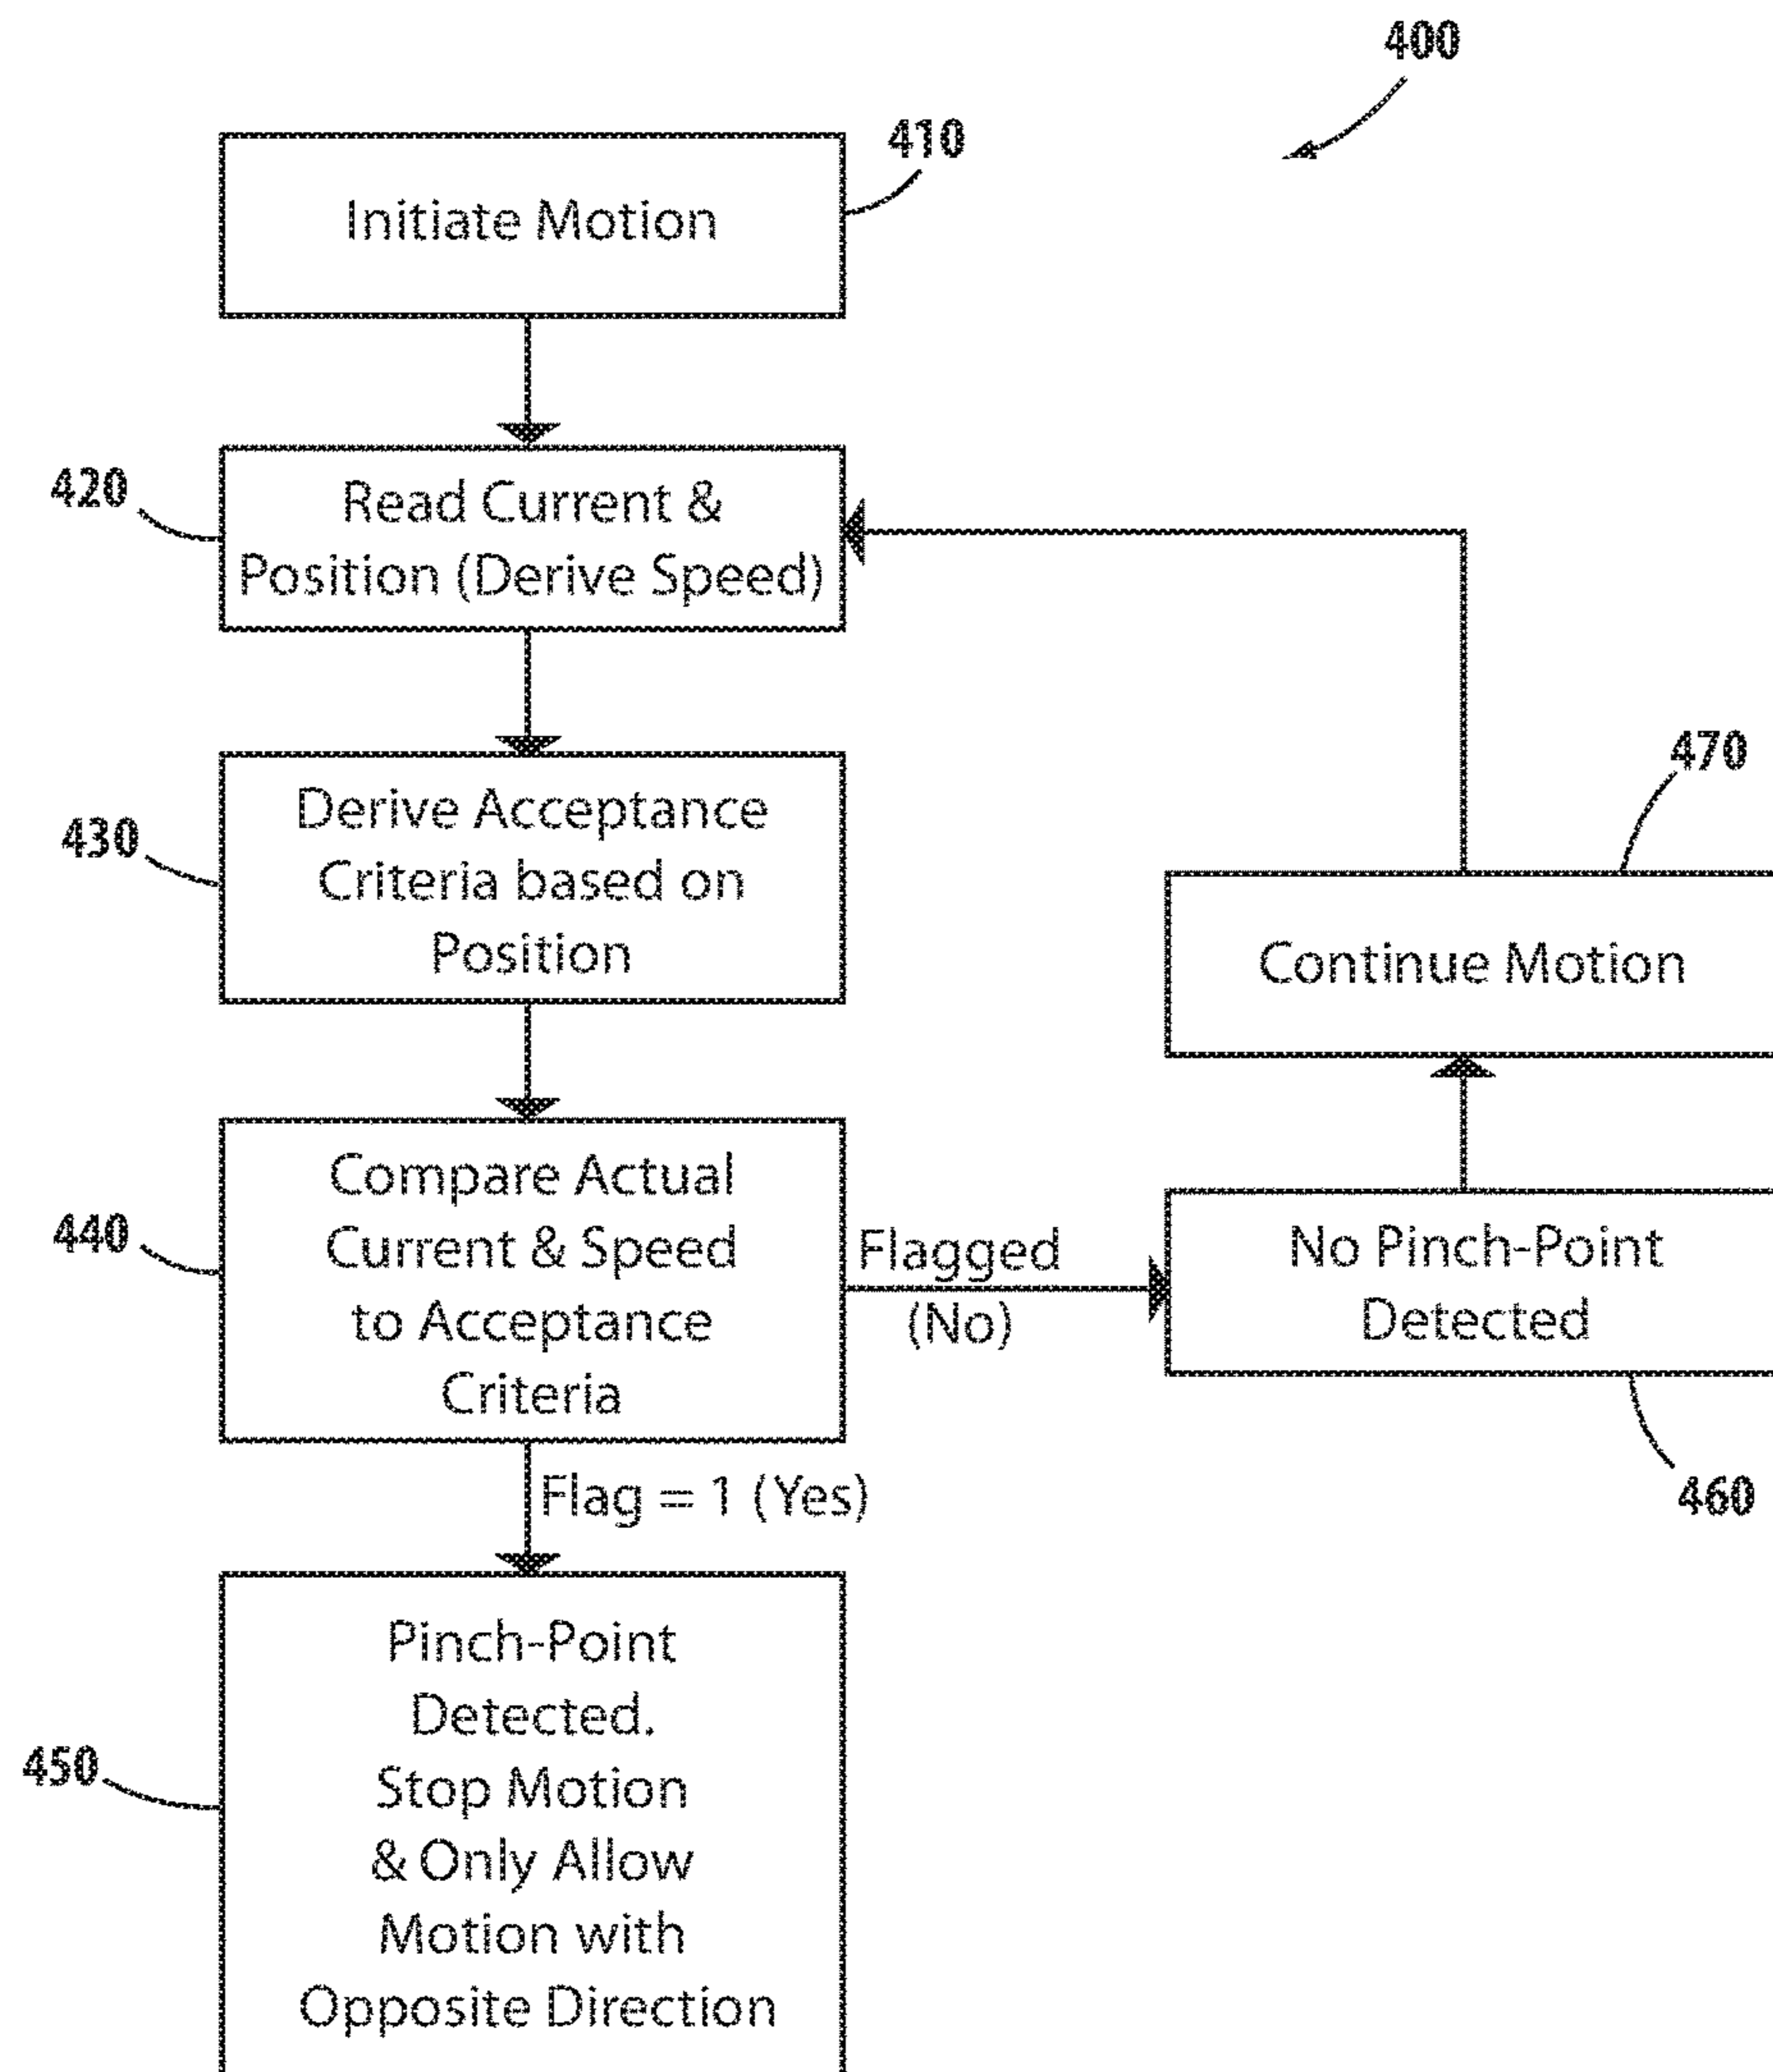 400
410
Initiate Motion
420
Read Current &
Position (Derive Speed)
430
Derive Acceptance
Criteria based on
Position
470
Continue Motion
440
Compare Actual
Current & Speed
to Acceptance
Criteria
Flagged
(No)
No Pinch-Point
Detected
460
Flag = 1 (Yes)
450
Pinch-Point
Detected.
Stop Motion
& Only Allow
Motion with
Opposite Direction